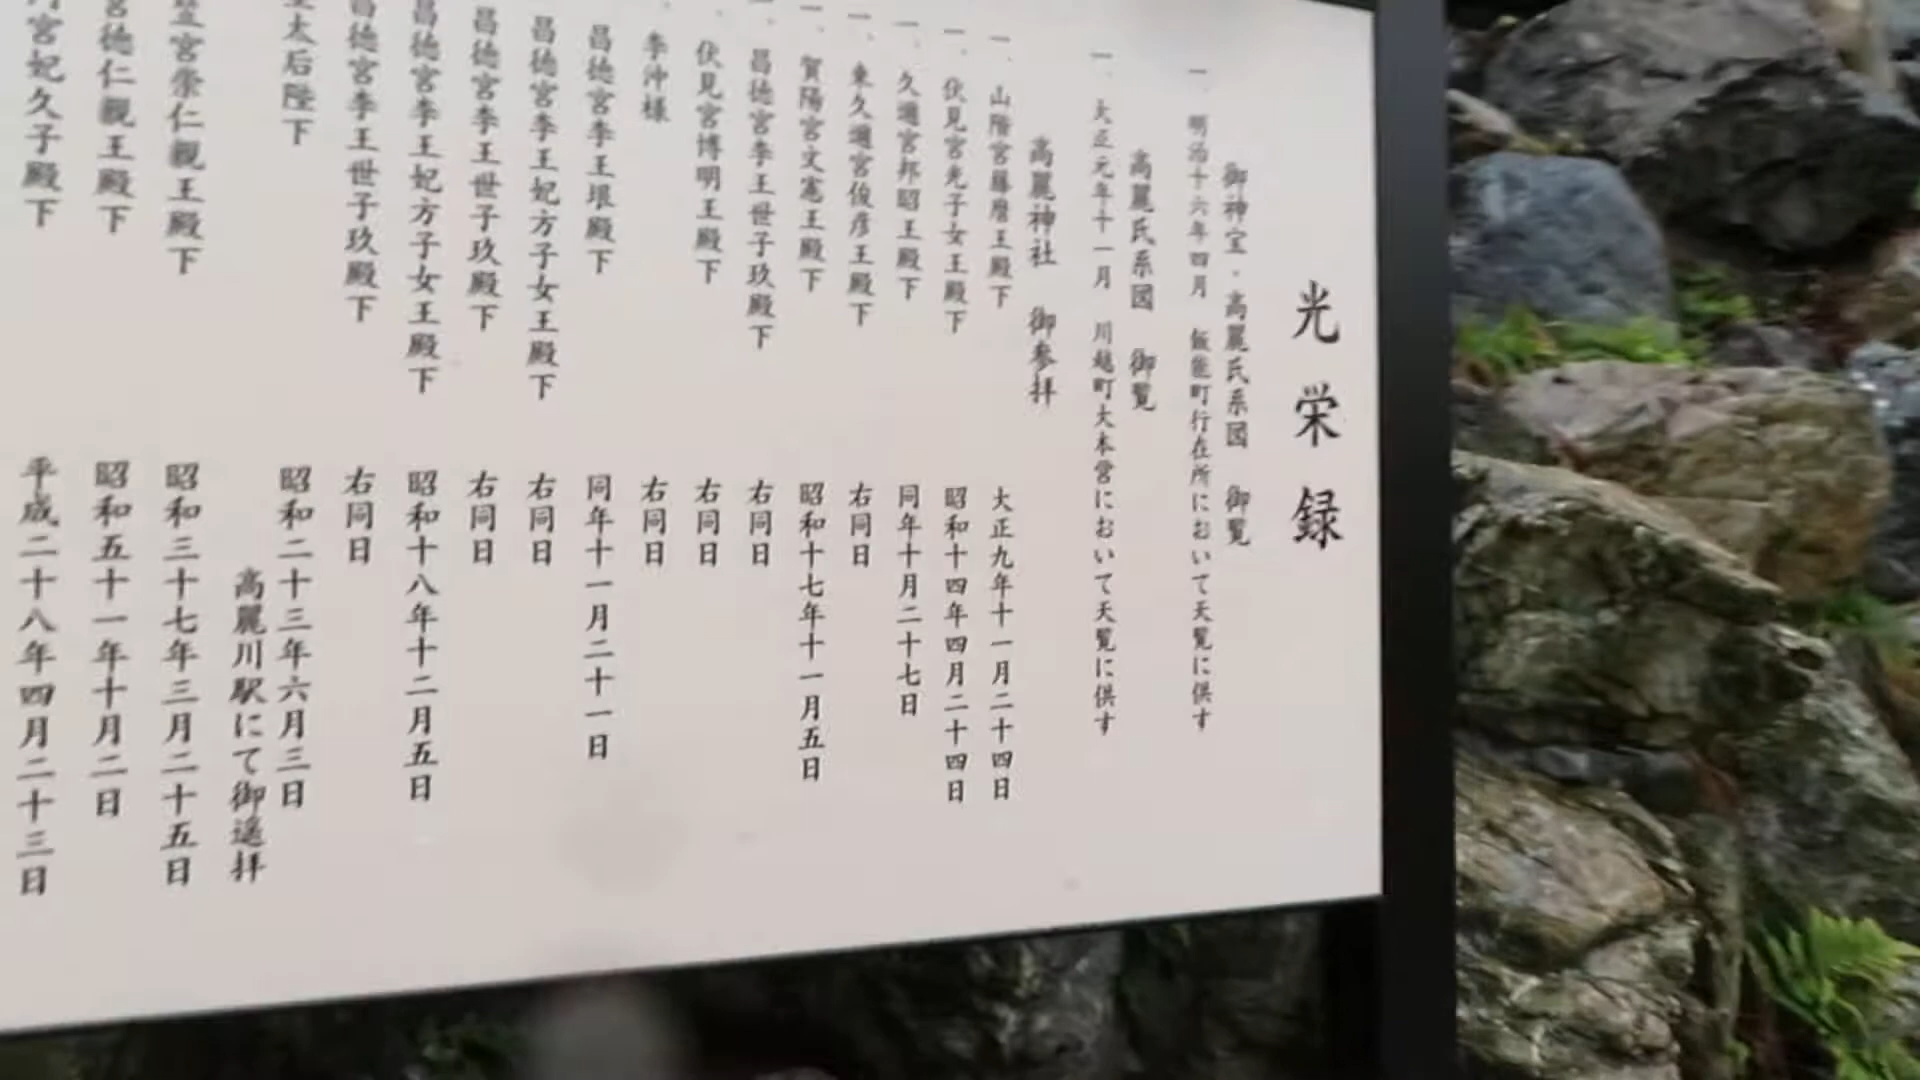 光栄録
御神宝・高麗氏系図 御覧
一、明治十六年四月 飯能町行在所において天覧に供す
高麗氏系図 御覧
一、大正元年十一月 川越町大本営において天覧に供す
高麗神社 御参拝
一、山階宮藤麿王殿下 大正九年十一月二十四日
一、伏見宮光子女王殿下 昭和十四年四月二十四日
一、久邇宮邦昭王殿下 同年十月二十七日
一、東久邇宮俊彦王殿下 右同日
一、賀陽宮文憲王殿下 昭和十七年十一月五日
一、昌徳宮李王世子玖殿下 右同日
伏見宮博明王殿下 右同日
李沖様 右同日
昌徳宮李王垠殿下 同年十一月二十一日
昌徳宮李王妃方子女王殿下 右同日
昌徳宮李王世子玖殿下 右同日
昌徳宮李王妃方子女王殿下 昭和十八年十二月五日
昌徳宮李王世子玖殿下 右同日
太后陛下 昭和二十三年六月三日
高麗川駅にて御遥拝
宮崇仁親王殿下 昭和三十七年三月二十五日
宮徳仁親王殿下 昭和五十一年十月二日
宮妃久子殿下 平成二十八年四月二十三日